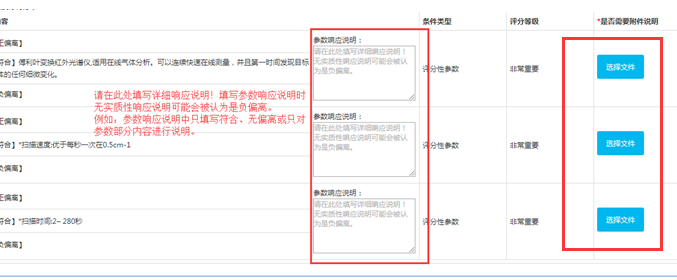 内容 条件类型 评分等级 *是否需要附件说明
正偏离】
符合】傅利叶变换红外光谱仪,适用在线气体分析。可以连续快速在线测量，并且第一时间发现目标
体的任何细微变化。
负偏离】
参数响应说明：
请在此处填写详细响应说明！
无实质性响应说明可能会被认
为是负偏离。
评分性参数 非常重要 选择文件
请在此处填写详细响应说明！填写参数响应说明时
无实质性响应说明可能会被认为是负偏离。
例如：参数响应说明中只填写符合、无偏离或只对
参数部分内容进行说明。
正偏离】
符合】*扫描速度:优于每秒一次在0.5cm-1
负偏离】
参数响应说明：
请在此处填写详细响应说明！
无实质性响应说明可能会被认
为是负偏离。
评分性参数 非常重要 选择文件
正偏离】
符合】*扫描时间:2– 280秒
负偏离】
参数响应说明：
请在此处填写详细响应说明！
无实质性响应说明可能会被认
为是负偏离。
评分性参数 非常重要 选择文件